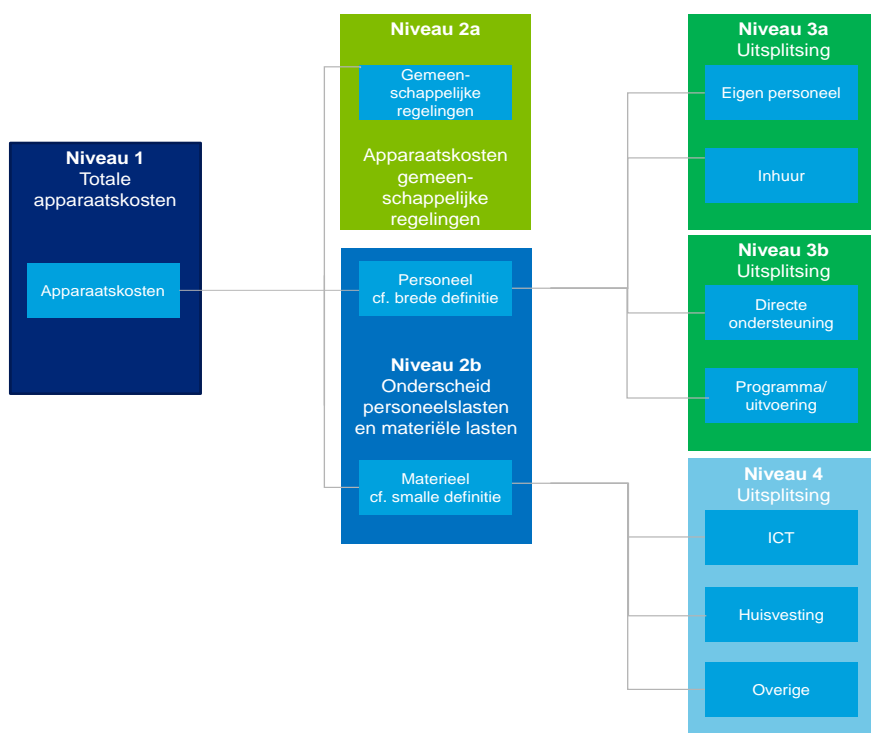 Niveau 1
Totale
apparaatskosten
Apparaatskosten
Niveau 2a
Gemeen-
schappelijke
regelingen
Apparaatskosten
gemeen-
schappelijke
regelingen
Personeel
cf. brede definitie
Niveau 2b
Onderscheid
personeelslasten
en materiële lasten
Materieel
cf. smalle definitie
Niveau 3a
Uitsplitsing
Eigen personeel
Inhuur
Niveau 3b
Uitsplitsing
Directe
ondersteuning
Programma/
uitvoering
Niveau 4
Uitsplitsing
ICT
Huisvesting
Overige